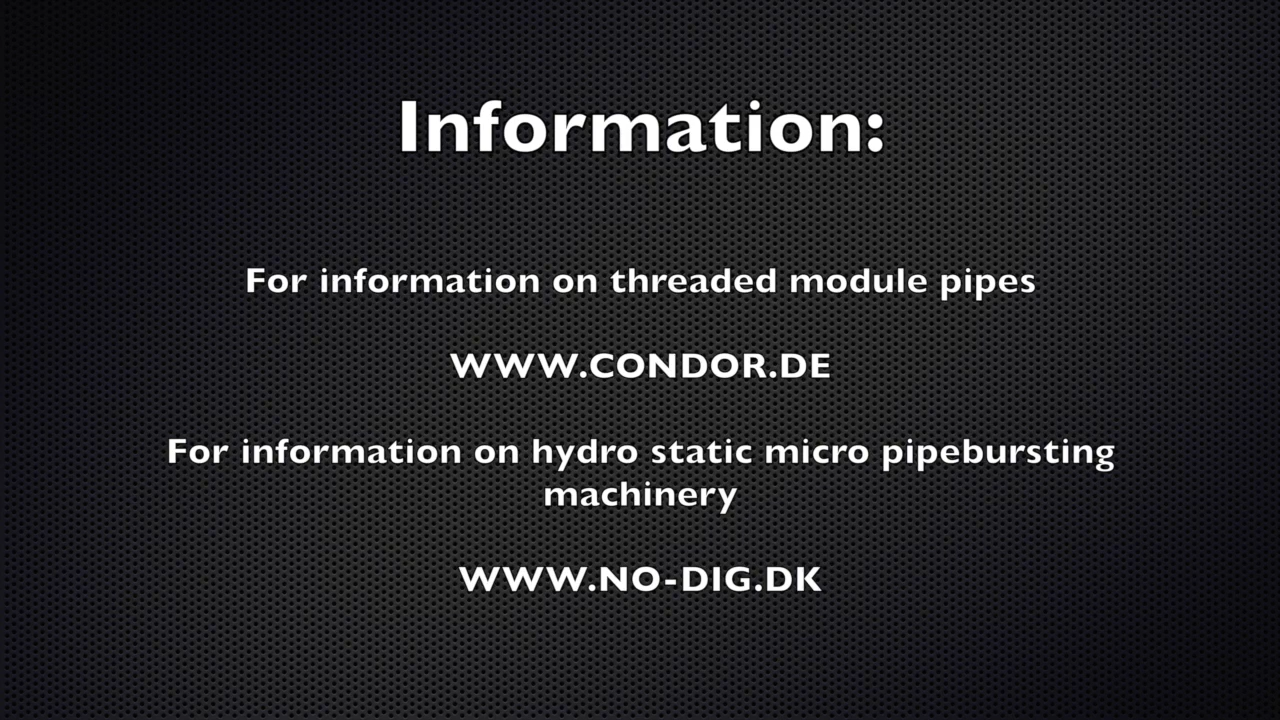 Information:
For information on threaded module pipes
WWW.CONDOR.DE
For information on hydro static micro pipebursting
machinery
WWW.NO-DIG.DK